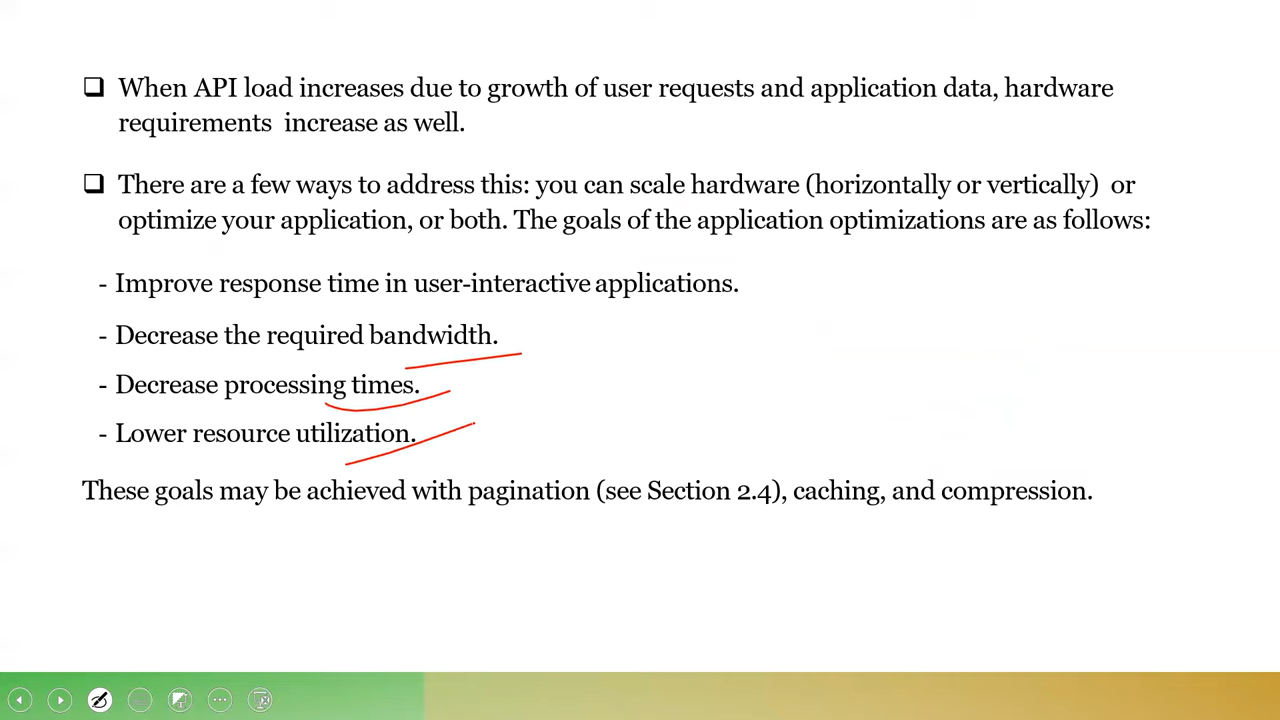 When API load increases due to growth of user requests and application data, hardware
requirements increase as well.
There are a few ways to address this: you can scale hardware (horizontally or vertically) or
optimize your application, or both. The goals of the application optimizations are as follows:
- Improve response time in user-interactive applications.
- Decrease the required bandwidth.
- Decrease processing times.
- Lower resource utilization.
These goals may be achieved with pagination (see Section 2.4), caching, and compression.